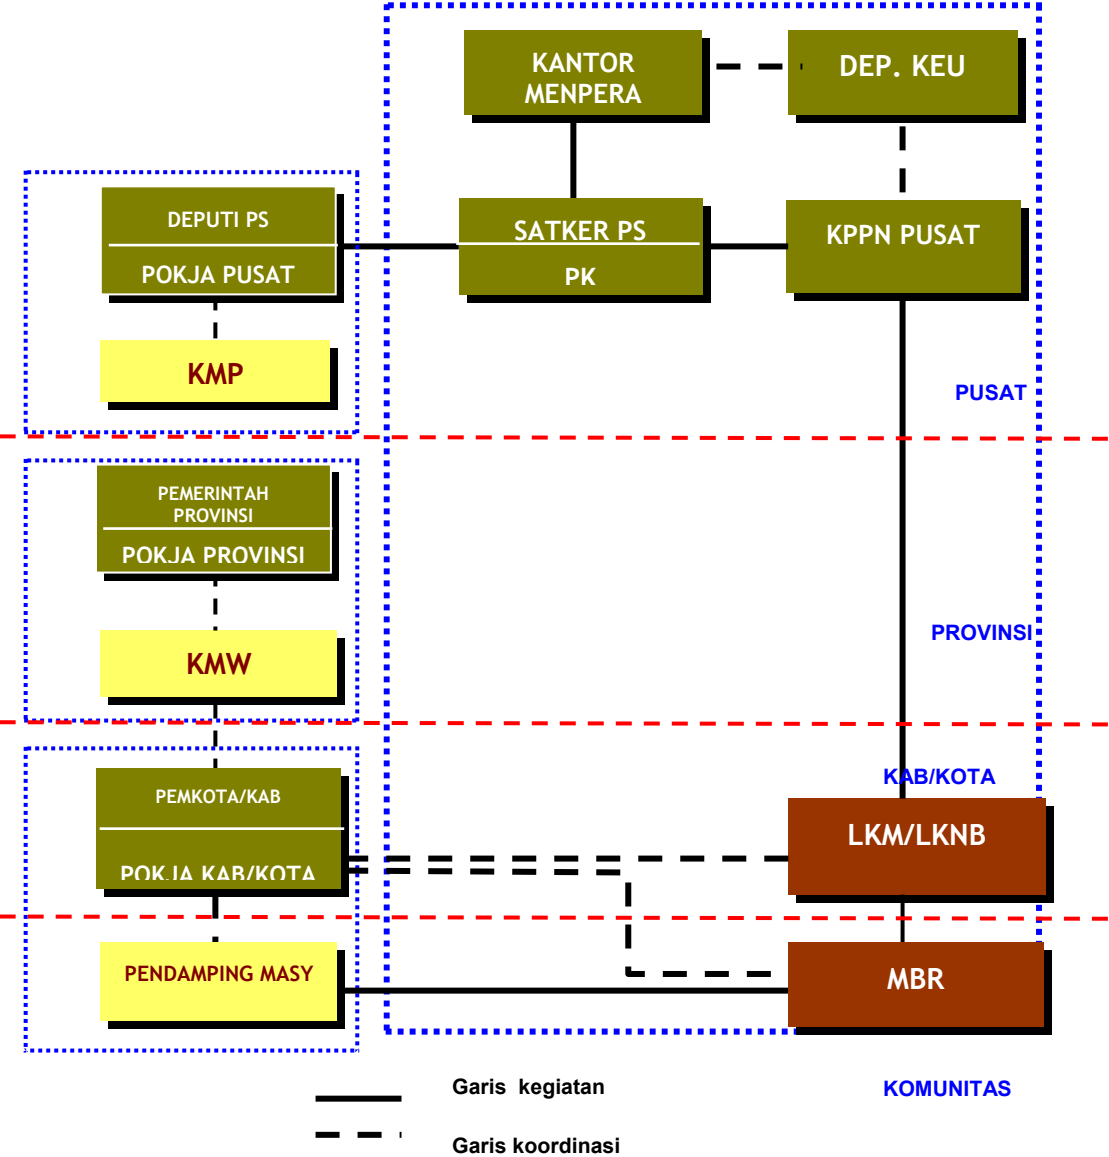 KANTOR
MENPERA
DEP. KEU
DEPUTI PS
POKJA PUSAT
SATKER PS
PK
KPPN PUSAT
KMP
PUSAT
PEMERINTAH
PROVINSI
POKJA PROVINSI
KMW
PROVINSI
KAB/KOTA
PEMKOTA/KAB
POKJA KAB/KOTA
LKM/LKNB
PENDAMPING MASY
MBR
Garis kegiatan
KOMUNITAS
Garis koordinasi